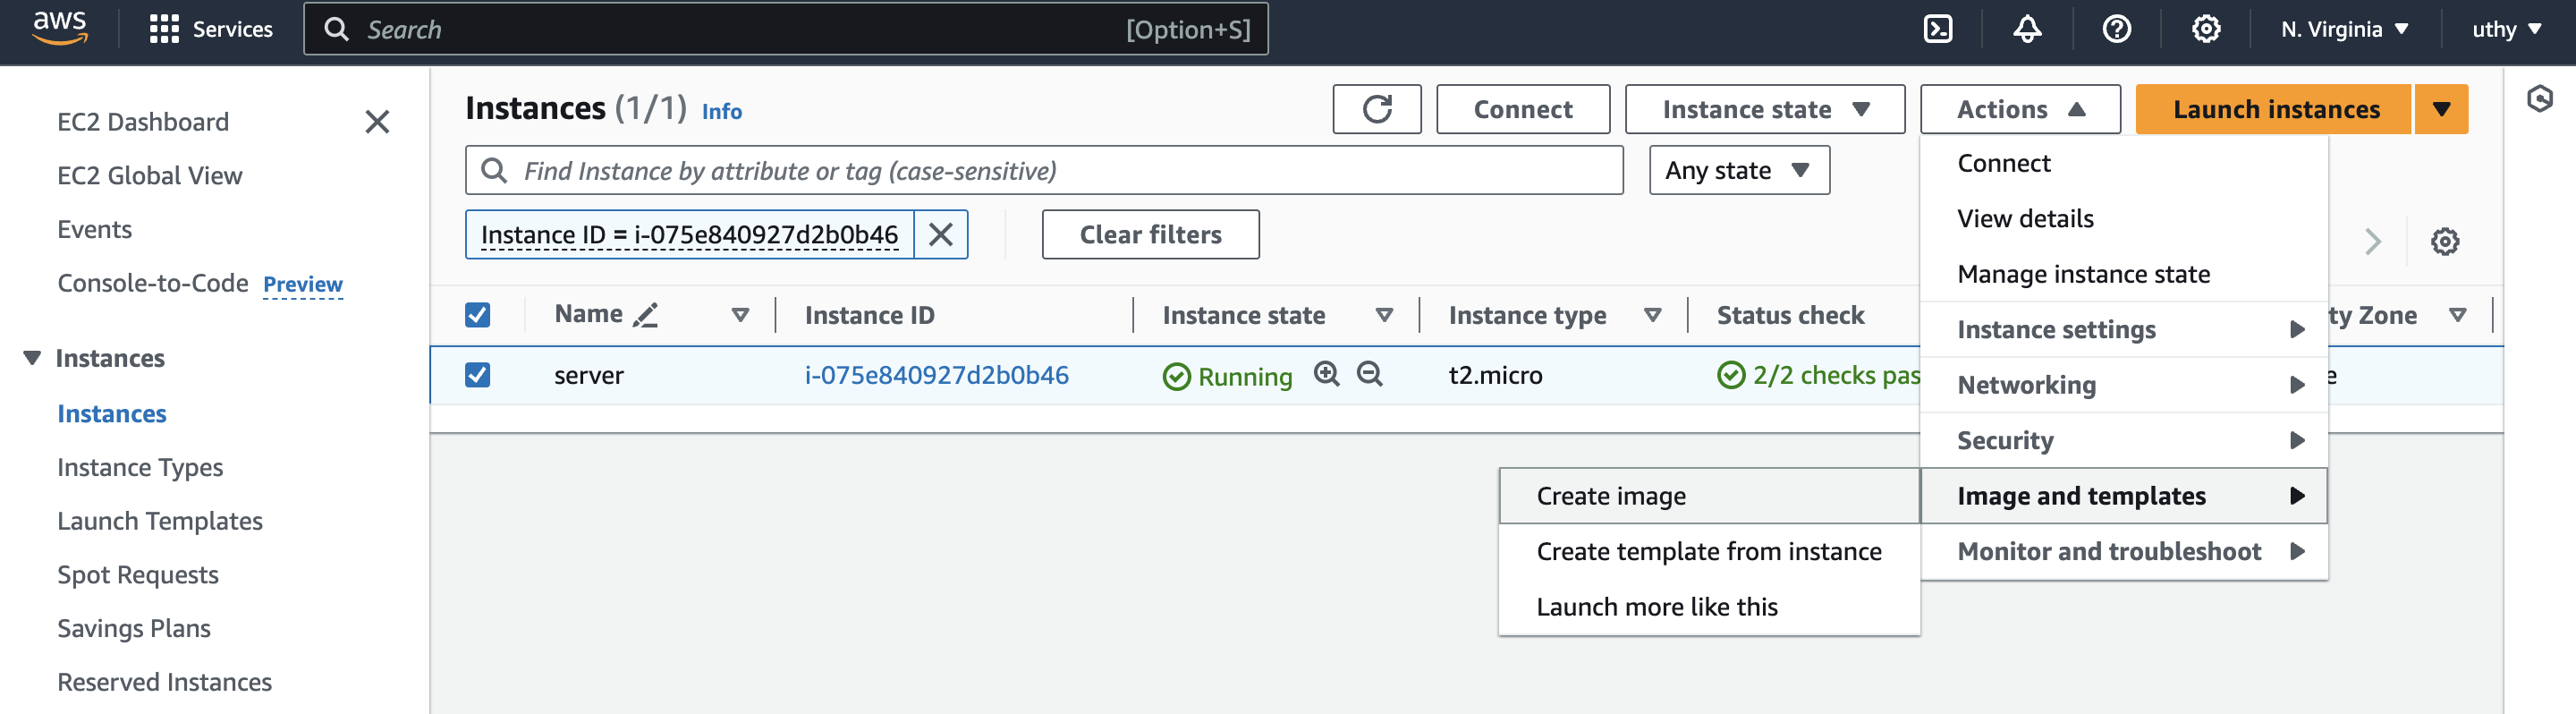 aws
Services
Search [Option+S]
N. Virginia
uthy
EC2 Dashboard
EC2 Global View
Events
Console-to-Code Preview
Instances
Instances
Instance Types
Launch Templates
Spot Requests
Savings Plans
Reserved Instances
Instances (1/1) Info
Connect
Instance state
Actions
Launch instances
Find Instance by attribute or tag (case-sensitive)
Any state
Instance ID = i-075e840927d2b0b46
Clear filters
Name Instance ID Instance state Instance type Status check ty Zone
server i-075e840927d2b0b46 Running t2.micro 2/2 checks pas e
Connect
View details
Manage instance state
Instance settings
Networking
Security
Image and templates
Monitor and troubleshoot
Create image
Create template from instance
Launch more like this